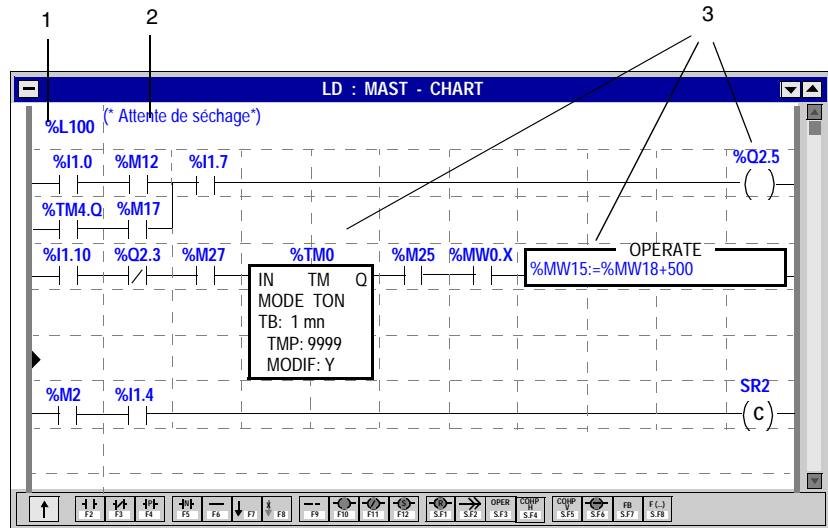 1 2 3
LD : MAST - CHART
%L100 (* Attente de séchage*)
%I1.0 %M12 %I1.7 %Q2.5
%TM4.Q %M17
%I1.10 %Q2.3 %M27 %TM0 %M25 %MW0.X OPERATE
%MW15:=%MW18+500
IN TM Q
MODE TON
TB: 1 mn
TMP: 9999
MODIF: Y
%M2 %I1.4 SR2
C
P N / S R OPER COMP H COMP V FB F (...)
F2 F3 F4 F5 F6 F7 F8 F9 F10 F11 F12 S.F1 S.F2 S.F3 S.F4 S.F5 S.F6 S.F7 S.F8